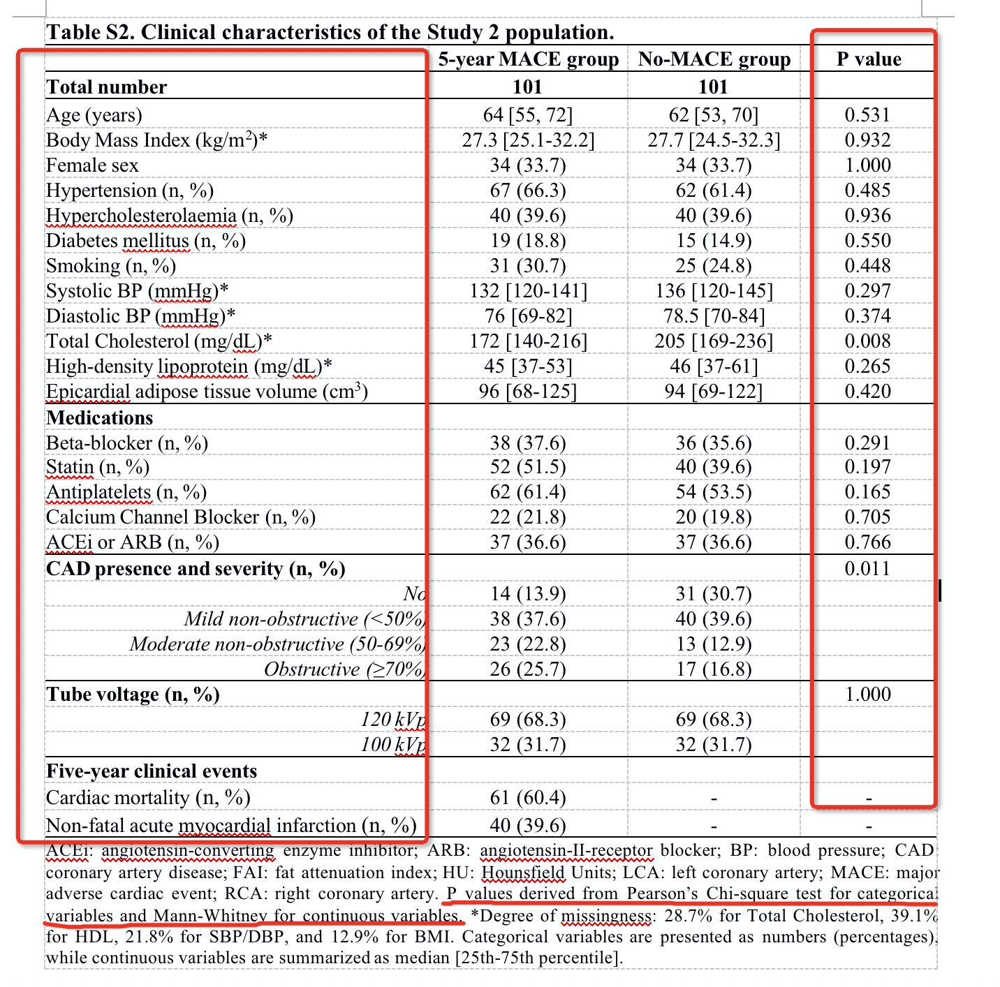 Table S2. Clinical characteristics of the Study 2 population.
5-year MACE group No-MACE group P value
Total number 101 101
Age (years) 64 [55, 72] 62 [53, 70] 0.531
Body Mass Index (kg/m²)* 27.3 [25.1-32.2] 27.7 [24.5-32.3] 0.932
Female sex 34 (33.7) 34 (33.7) 1.000
Hypertension (n, %) 67 (66.3) 62 (61.4) 0.485
Hypercholesterolaemia (n, %) 40 (39.6) 40 (39.6) 0.936
Diabetes mellitus (n, %) 19 (18.8) 15 (14.9) 0.550
Smoking (n, %) 31 (30.7) 25 (24.8) 0.448
Systolic BP (mmHg)* 132 [120-141] 136 [120-145] 0.297
Diastolic BP (mmHg)* 76 [69-82] 78.5 [70-84] 0.374
Total Cholesterol (mg/dL)* 172 [140-216] 205 [169-236] 0.008
High-density lipoprotein (mg/dL)* 45 [37-53] 46 [37-61] 0.265
Epicardial adipose tissue volume (cm³) 96 [68-125] 94 [69-122] 0.420
Medications
Beta-blocker (n, %) 38 (37.6) 36 (35.6) 0.291
Statin (n, %) 52 (51.5) 40 (39.6) 0.197
Antiplatelets (n, %) 62 (61.4) 54 (53.5) 0.165
Calcium Channel Blocker (n, %) 22 (21.8) 20 (19.8) 0.705
ACEi or ARB (n, %) 37 (36.6) 37 (36.6) 0.766
CAD presence and severity (n, %) 0.011
No 14 (13.9) 31 (30.7)
Mild non-obstructive (<50%) 38 (37.6) 40 (39.6)
Moderate non-obstructive (50-69%) 23 (22.8) 13 (12.9)
Obstructive (≥70%) 26 (25.7) 17 (16.8)
Tube voltage (n, %) 1.000
120 kVp 69 (68.3) 69 (68.3)
100 kVp 32 (31.7) 32 (31.7)
Five-year clinical events
Cardiac mortality (n, %) 61 (60.4) - -
Non-fatal acute myocardial infarction (n, %) 40 (39.6) - -
ACEi: angiotensin-converting enzyme inhibitor; ARB: angiotensin-II-receptor blocker; BP: blood pressure; CAD:
coronary artery disease; FAI: fat attenuation index; HU: Hounsfield Units; LCA: left coronary artery; MACE: major
adverse cardiac event; RCA: right coronary artery. P values derived from Pearson's Chi-square test for categorical
variables and Mann-Whitney for continuous variables. *Degree of missingness: 28.7% for Total Cholesterol, 39.1%
for HDL, 21.8% for SBP/DBP, and 12.9% for BMI. Categorical variables are presented as numbers (percentages),
while continuous variables are summarized as median [25th-75th percentile].